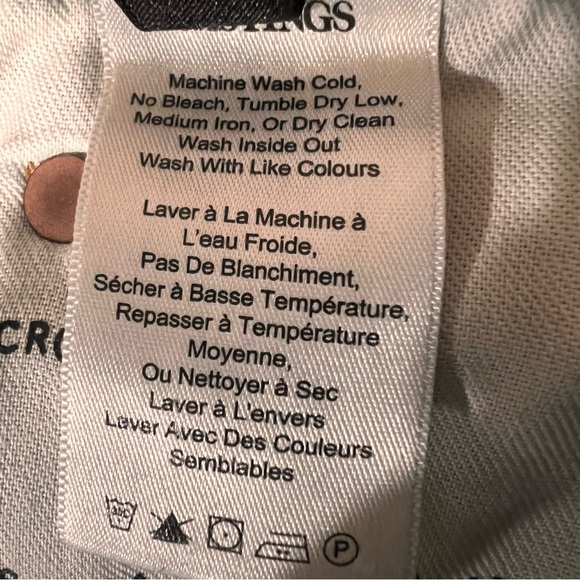 Machine Wash Cold,
No Bleach, Tumble Dry Low,
Medium Iron, Or Dry Clean
Wash Inside Out
Wash With Like Colours
Laver à La Machine à
L'eau Froide,
Pas De Blanchiment,
Sécher à Basse Température,
Repasser à Température
Moyenne,
Ou Nettoyer à Sec
Laver à L'envers
Laver Avec Des Couleurs
Semblables
P